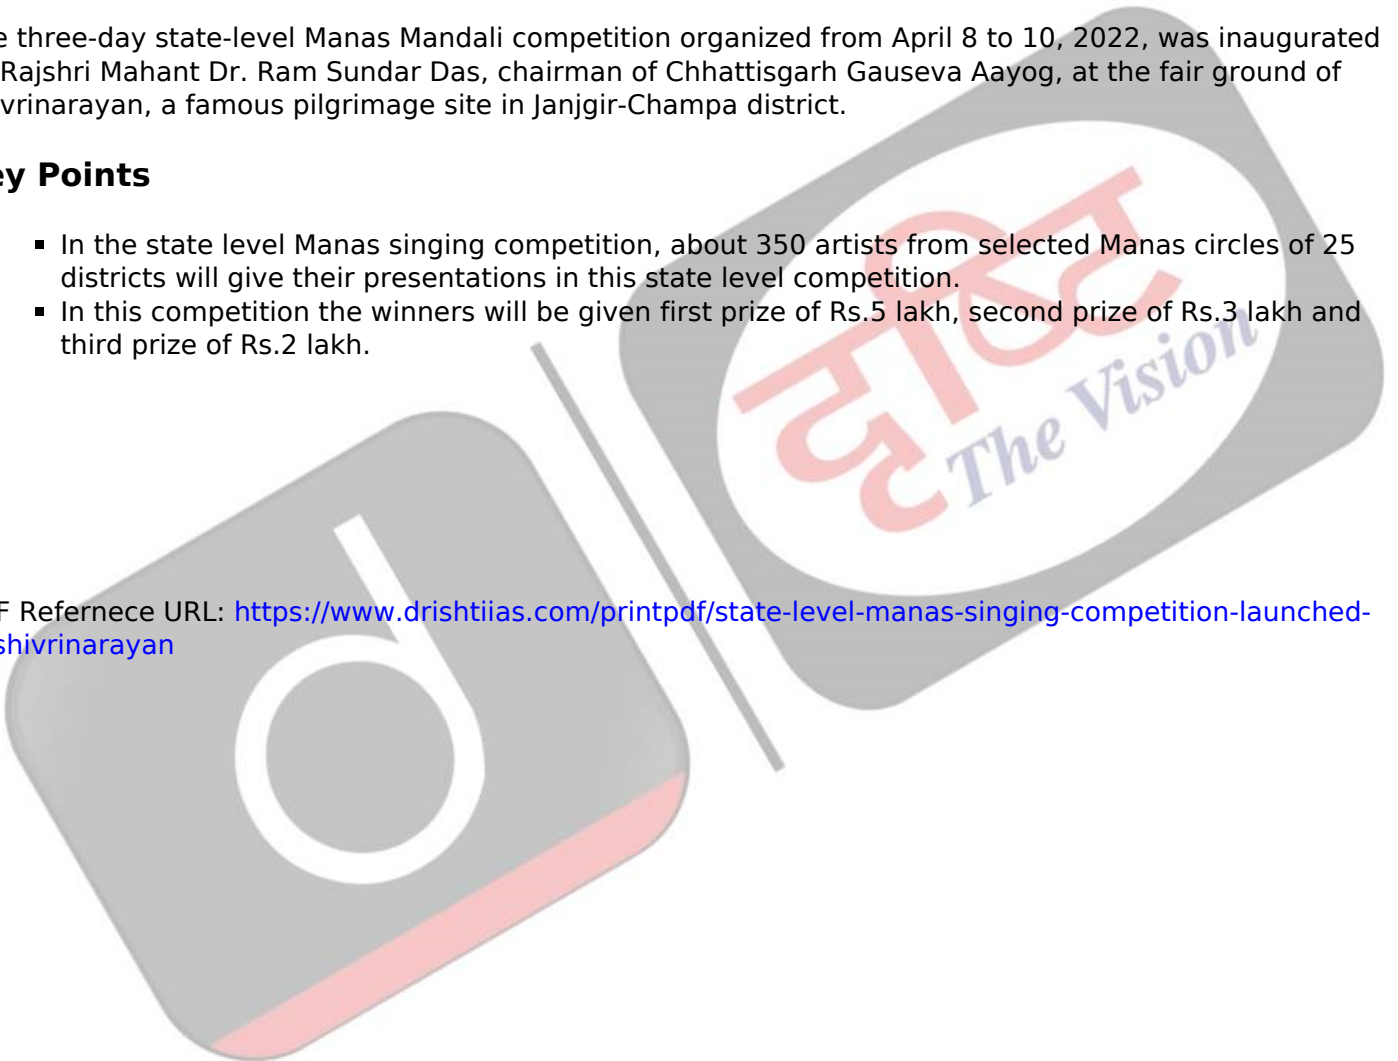 e three-day state-level Manas Mandali competition organized from April 8 to 10, 2022, was inaugurated
Rajshri Mahant Dr. Ram Sundar Das, chairman of Chhattisgarh Gauseva Aayog, at the fair ground of
vrinarayan, a famous pilgrimage site in Janjgir-Champa district.
ey Points
▪ In the state level Manas singing competition, about 350 artists from selected Manas circles of 25
districts will give their presentations in this state level competition.
▪ In this competition the winners will be given first prize of Rs.5 lakh, second prize of Rs.3 lakh and
third prize of Rs.2 lakh.
दृष्टि
The Vision
d
F Refernece URL: https://www.drishtiias.com/printpdf/state-level-manas-singing-competition-launched-
shivrinarayan